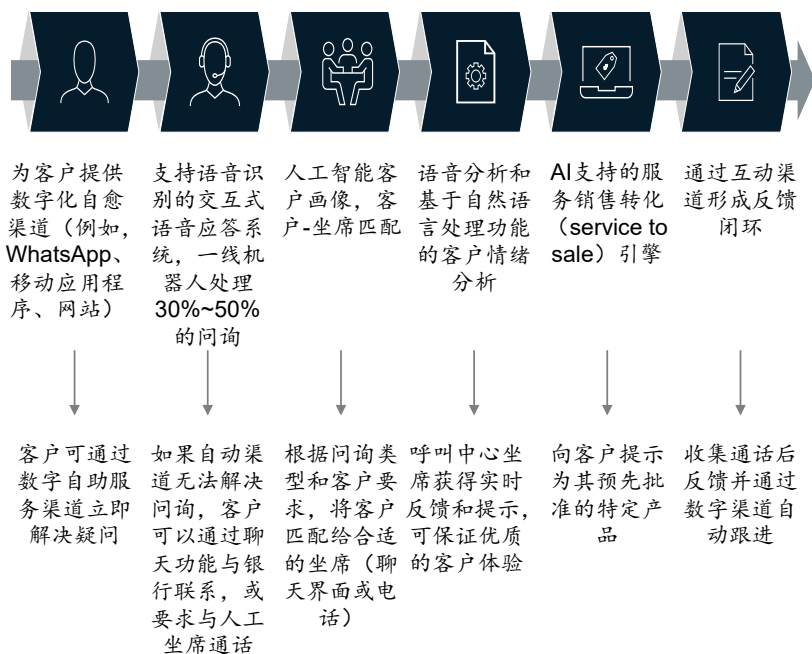 为客户提供
数字化自愈
渠道（例如，
WhatsApp、
移动应用程
序、网站）
支持语音识
别的交互式
语音应答系
统，一线机
器人处理
30%~50%
的问询
人工智能客
户画像，客
户-坐席匹配
语音分析和
基于自然语
言处理功能
的客户情绪
分析
AI支持的服
务销售转化
（service to
sale）引擎
通过互动渠
道形成反馈
闭环
客户可通过
数字自助服
务渠道立即
解决疑问
如果自动渠
道无法解决
问询，客户
可以通过聊
天功能与银
行联系，或
要求与人工
坐席通话
根据问询类
型和客户要
求，将客户
匹配给合适
的坐席（聊
天界面或电
话）
呼叫中心坐
席获得实时
反馈和提示，
可保证优质
的客户体验
向客户提示
为其预先批
准的特定产
品
收集通话后
反馈并通过
数字渠道自
动跟进